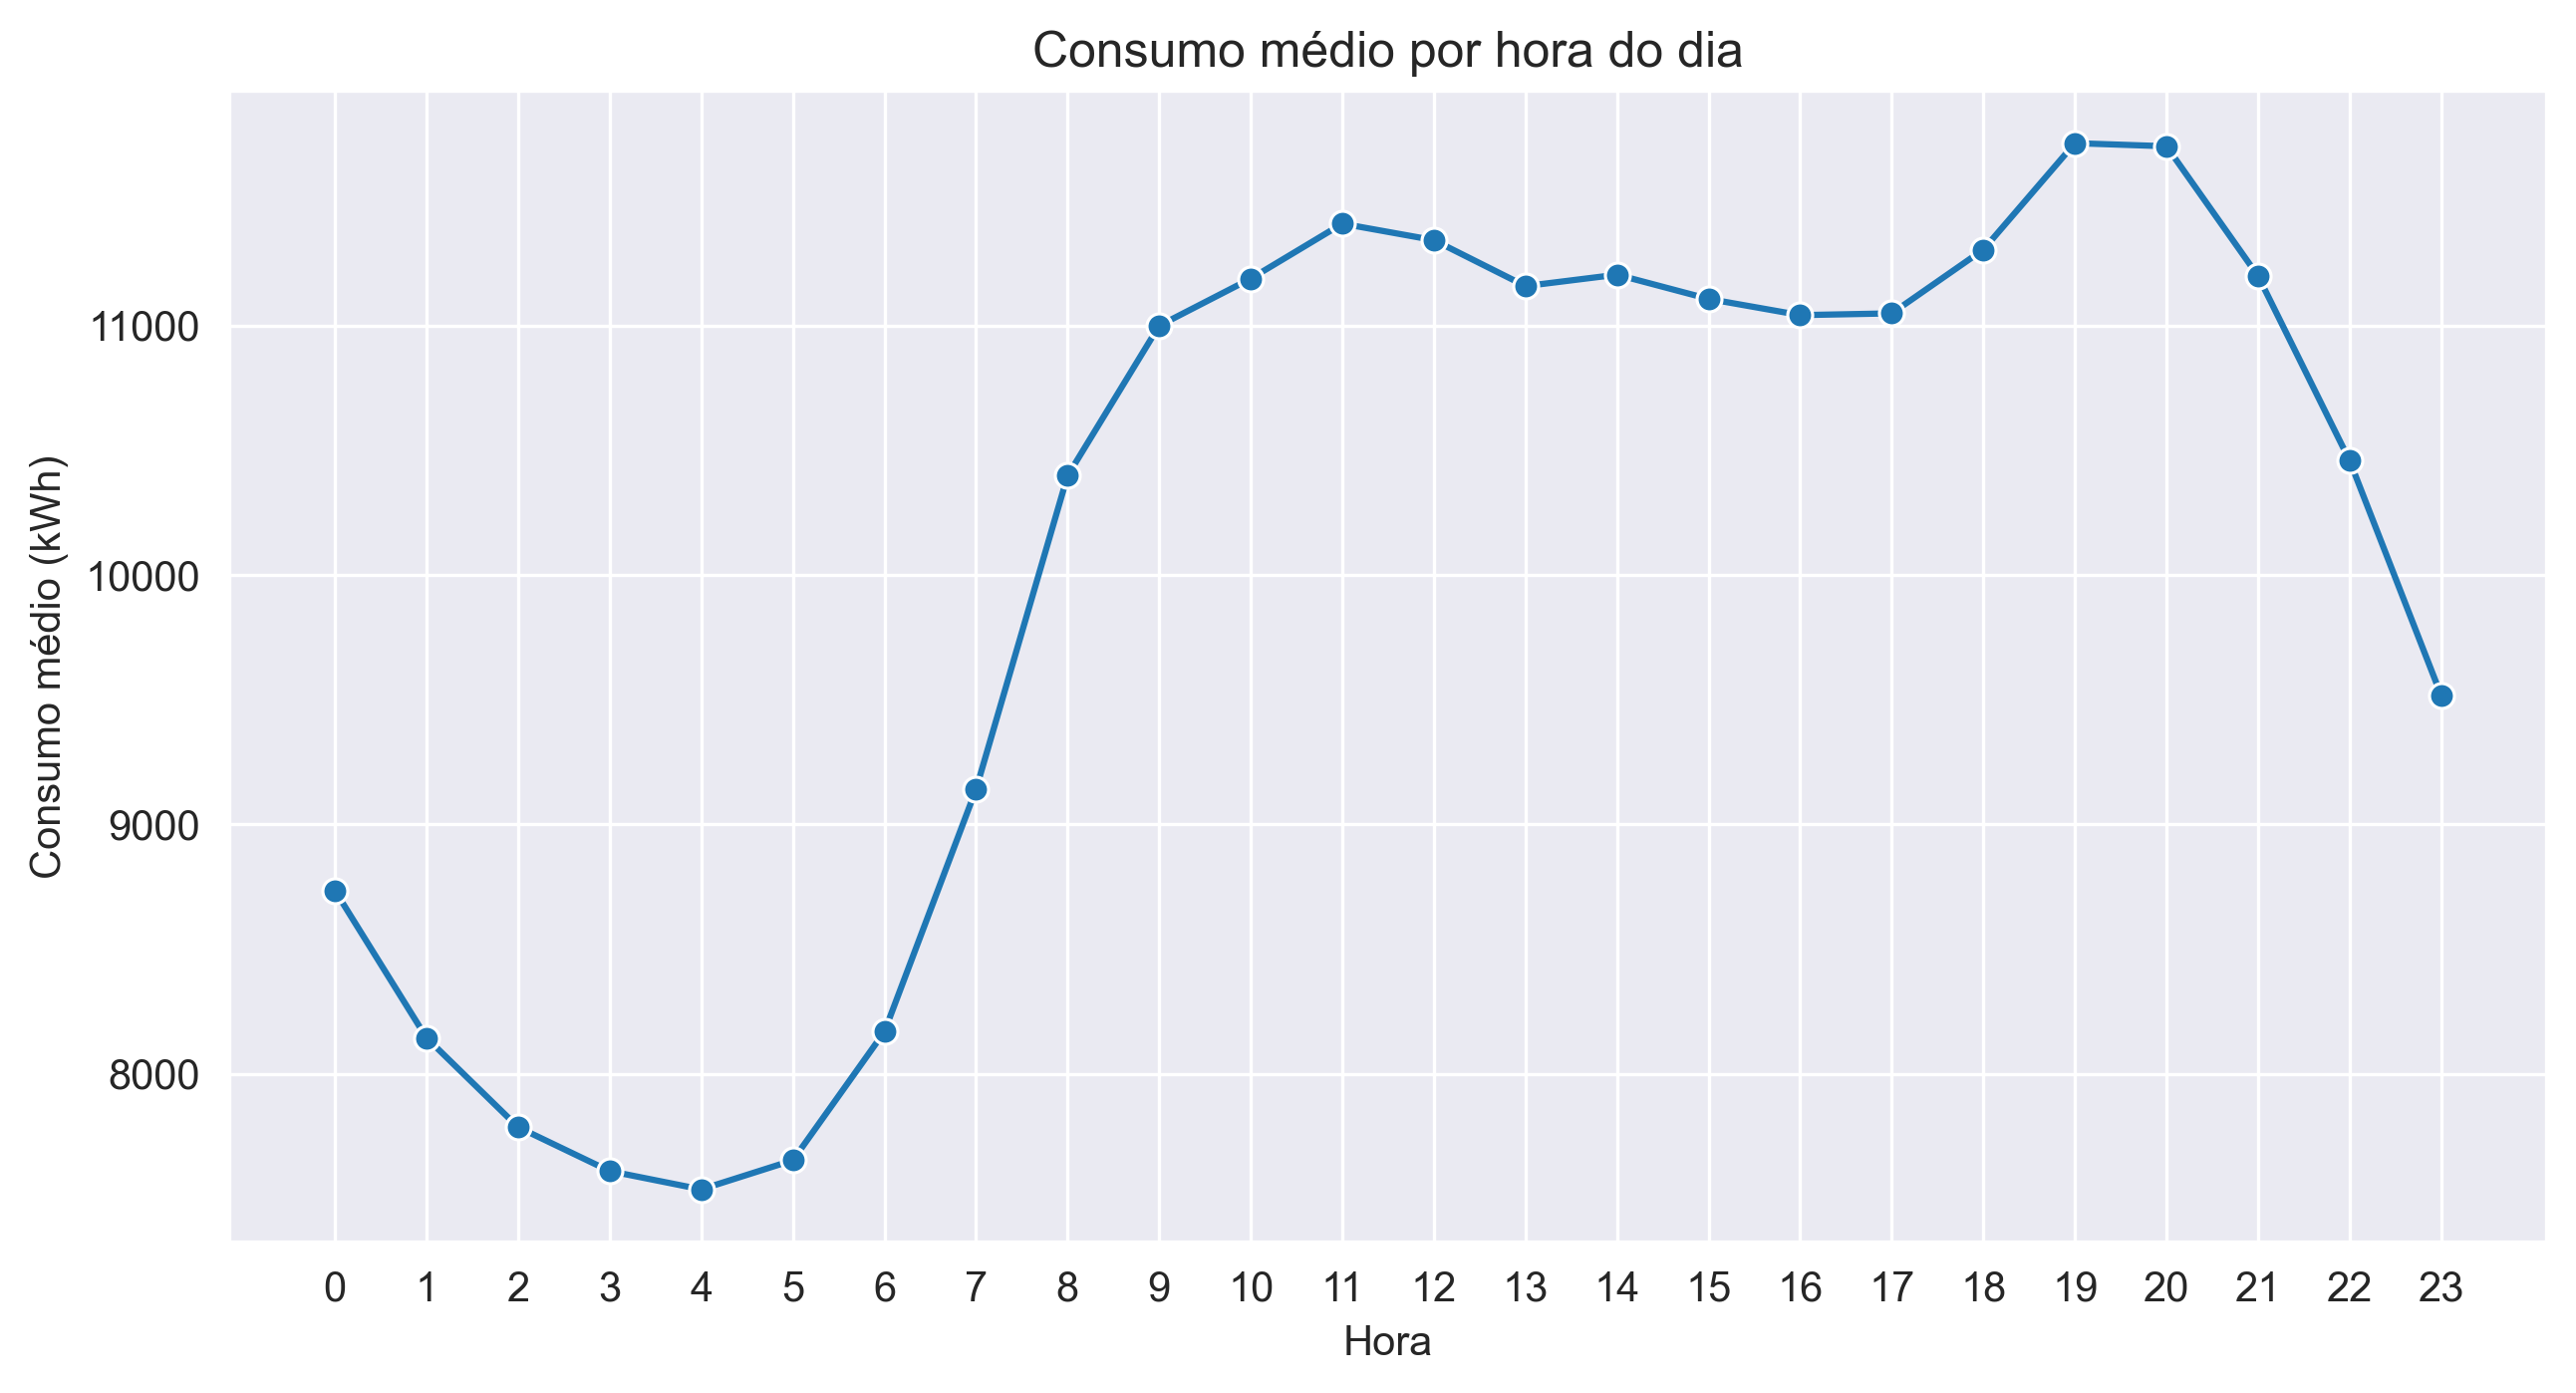 Consumo médio por hora do dia
Consumo médio (kWh)
11000
10000
9000
8000
0 1 2 3 4 5 6 7 8 9 10 11 12 13 14 15 16 17 18 19 20 21 22 23
Hora